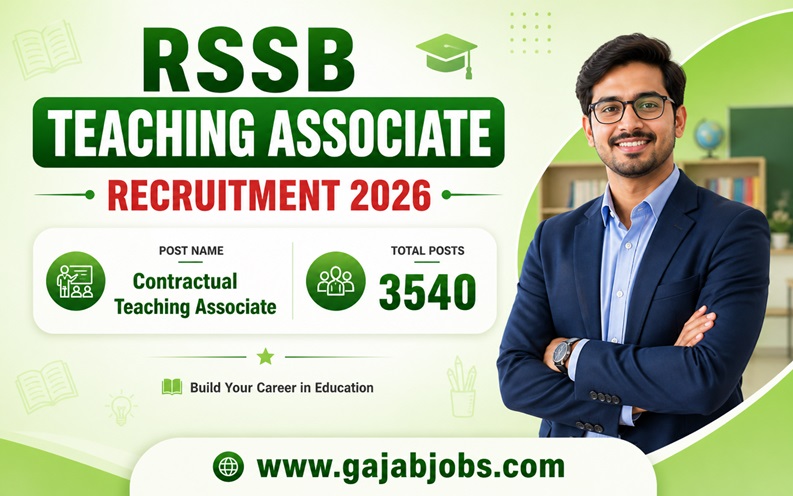 RSSB
TEACHING ASSOCIATE
RECRUITMENT 2026
POST NAME
Contractual
Teaching Associate
TOTAL POSTS
3540
Build Your Career in Education
www.gajabjobs.com